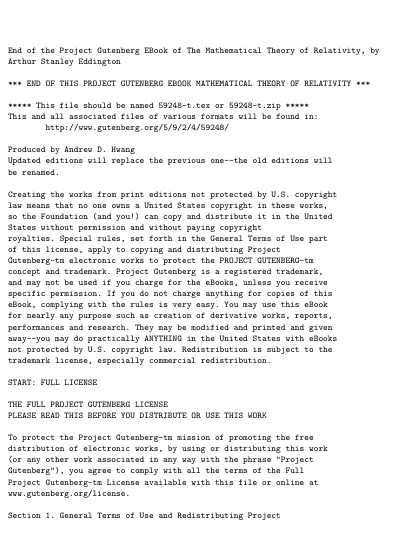 End of the Project Gutenberg EBook of The Mathematical Theory of Relativity, by
Arthur Stanley Eddington
*** END OF THIS PROJECT GUTENBERG EBOOK MATHEMATICAL THEORY OF RELATIVITY ***
***** This file should be named 59248-t.tex or 59248-t.zip *****
This and all associated files of various formats will be found in:
http://www.gutenberg.org/5/9/2/4/59248/
Produced by Andrew D. Hwang
Updated editions will replace the previous one--the old editions will
be renamed.
Creating the works from print editions not protected by U.S. copyright
law means that no one owns a United States copyright in these works,
so the Foundation (and you!) can copy and distribute it in the United
States without permission and without paying copyright
royalties. Special rules, set forth in the General Terms of Use part
of this license, apply to copying and distributing Project
Gutenberg-tm electronic works to protect the PROJECT GUTENBERG-tm
concept and trademark. Project Gutenberg is a registered trademark,
and may not be used if you charge for the eBooks, unless you receive
specific permission. If you do not charge anything for copies of this
eBook, complying with the rules is very easy. You may use this eBook
for nearly any purpose such as creation of derivative works, reports,
performances and research. They may be modified and printed and given
away--you may do practically ANYTHING in the United States with eBooks
not protected by U.S. copyright law. Redistribution is subject to the
trademark license, especially commercial redistribution.
START: FULL LICENSE
THE FULL PROJECT GUTENBERG LICENSE
PLEASE READ THIS BEFORE YOU DISTRIBUTE OR USE THIS WORK
To protect the Project Gutenberg-tm mission of promoting the free
distribution of electronic works, by using or distributing this work
(or any other work associated in any way with the phrase "Project
Gutenberg"), you agree to comply with all the terms of the Full
Project Gutenberg-tm License available with this file or online at
www.gutenberg.org/license.
Section 1. General Terms of Use and Redistributing Project